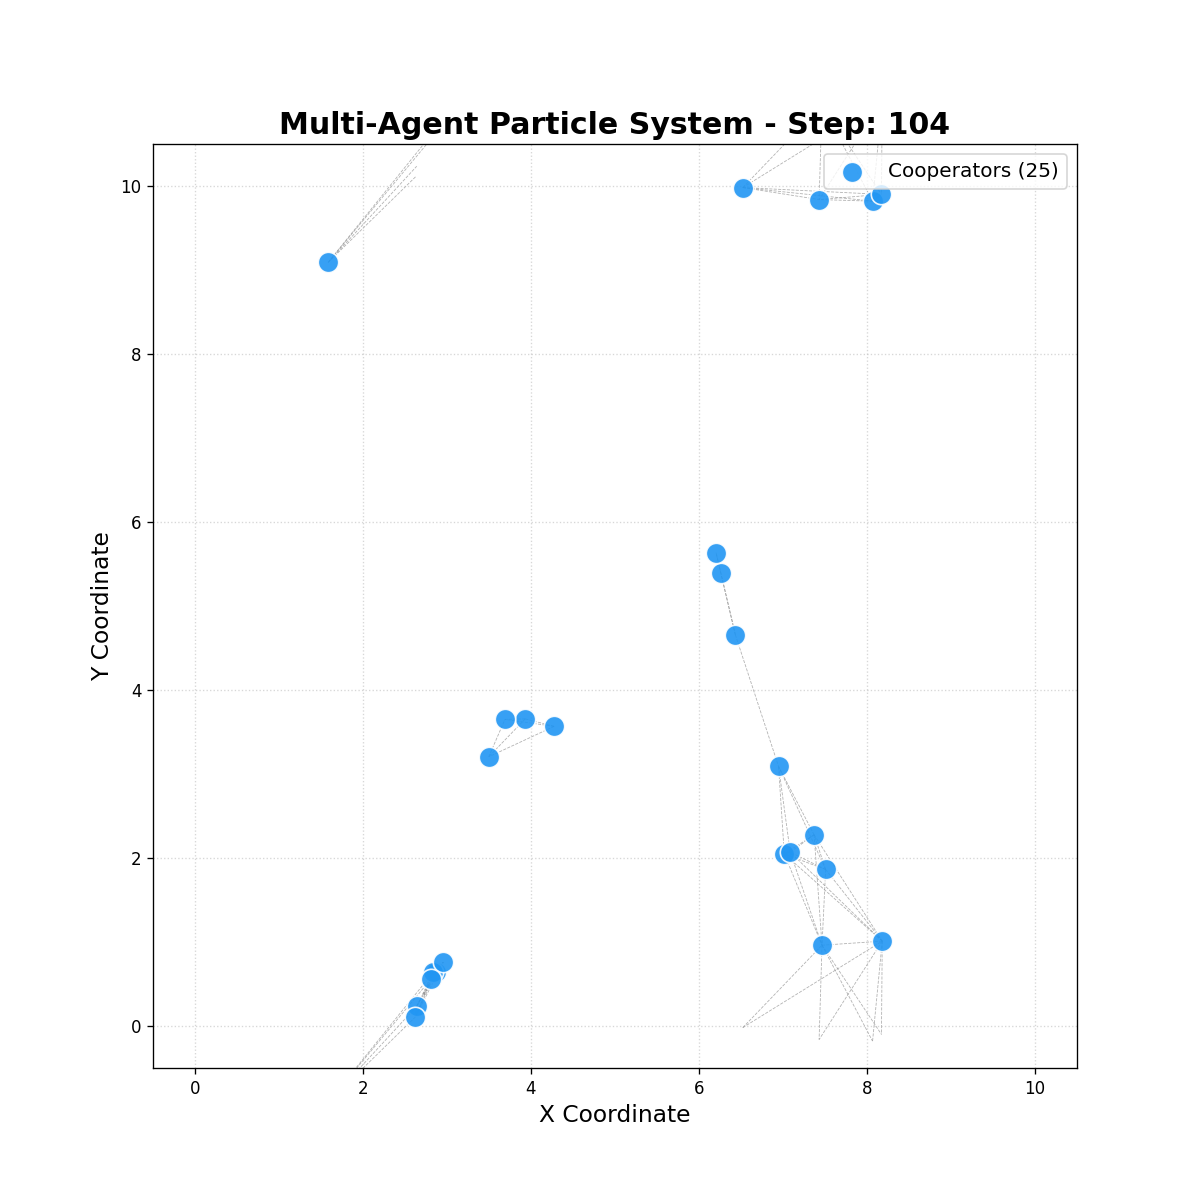 Multi-Agent Particle System - Step: 104
Cooperators (25)
10
8
6
4
2
0
Y Coordinate
0 2 4 6 8 10
X Coordinate